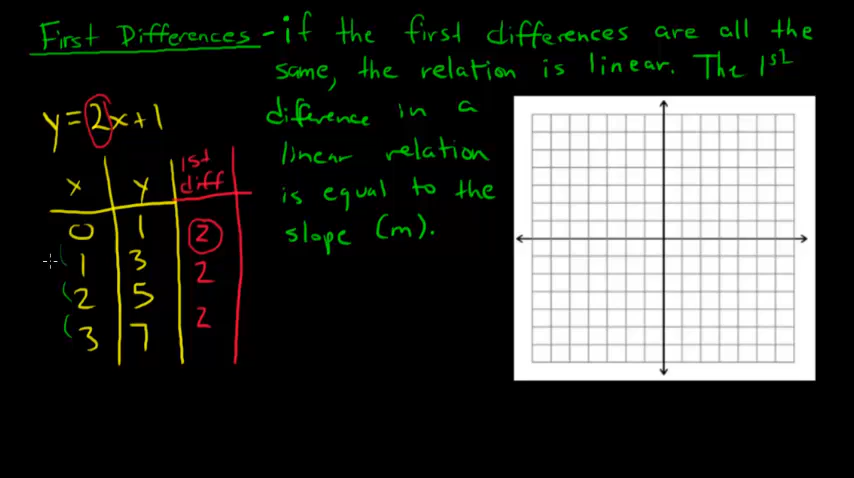 First Differences - if the first differences are all the
same, the relation is linear. The 1st
difference in a
linear relation
is equal to the
slope (m).
y = 2x + 1
x y 1st diff
0 1 2
1 3 2
2 5 2
3 7